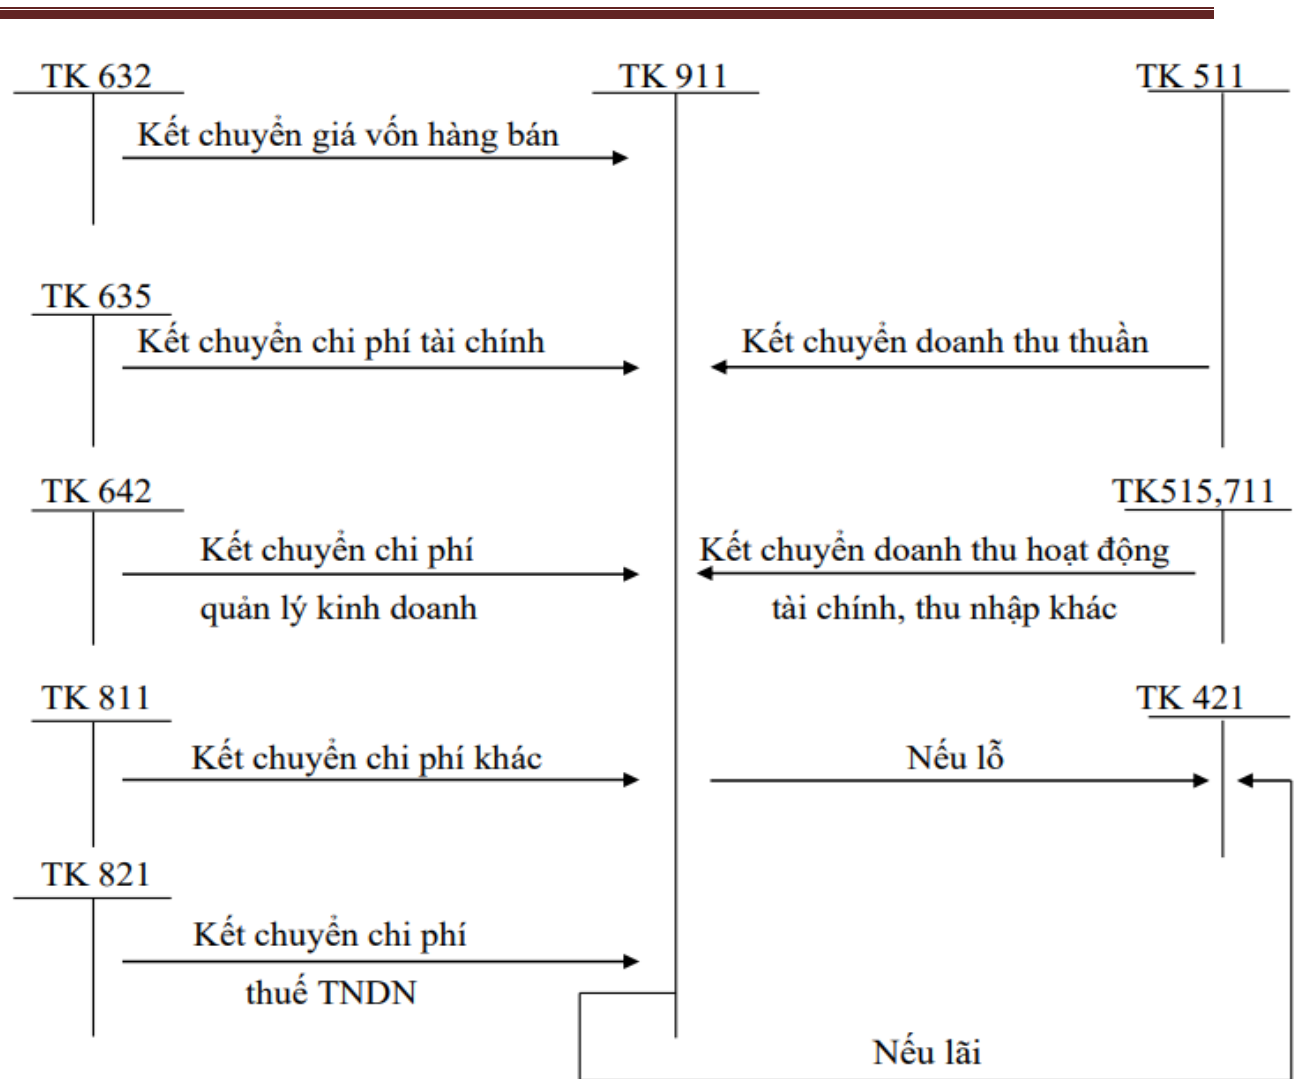 TK 632
TK 911
TK 511
Kết chuyển giá vốn hàng bán
TK 635
Kết chuyển chi phí tài chính
Kết chuyển doanh thu thuần
TK 642
TK515,711
Kết chuyển chi phí
Kết chuyển doanh thu hoạt động
quản lý kinh doanh
tài chính, thu nhập khác
TK 811
TK 421
Kết chuyển chi phí khác
Nếu lỗ
TK 821
Kết chuyển chi phí
thuế TNDN
Nếu lãi